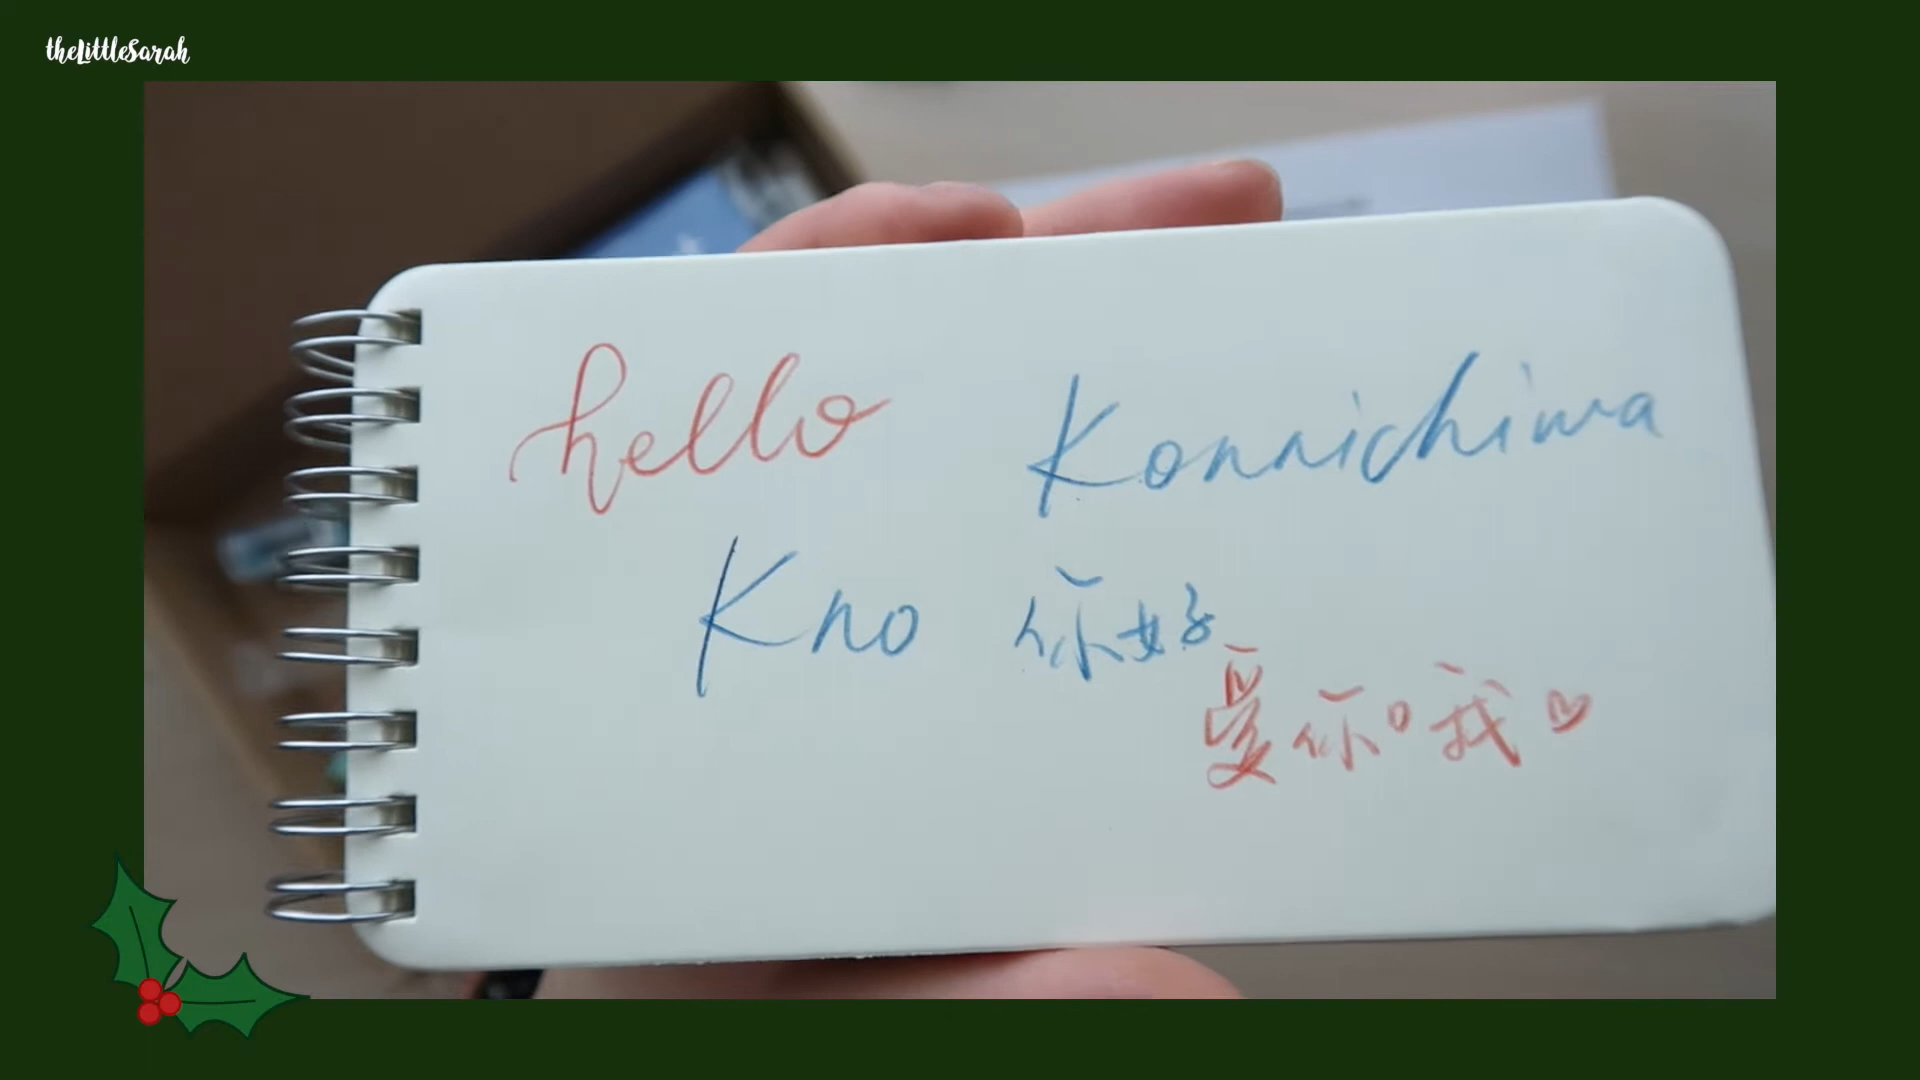 theLittleSarah
hello Konnichiwa
Kno 你好
爱你哦♡